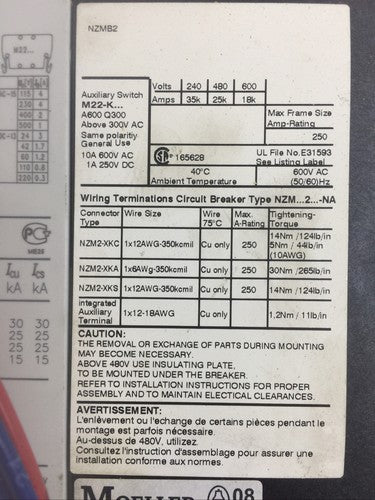 NZMB2
M22...
Auxiliary Switch
M22-K...
A600 Q300
Above 300V AC
Same polarity
General Use
10A 600V AC
1A 250V DC
Volts 240 480 600
Amps 35k 25k 18k
Max Frame Size
Amp-Rating
250
165628
UL File No.E31593
See Listing Label
40°C
Ambient Temperature
600V AC
(50/60)Hz
Wiring Terminations Circuit Breaker Type NZM...2...-NA
Connector Type Wire Size Wire 75°C Max. A-Rating Tightening-Torque
NZM2-XKC 1x12AWG-350kcmil Cu only 250 14Nm /124lb/in
5Nm / 44lb/in
(10AWG)
NZM2-XKA 1x6AWg-350kcmil Cu only 250 30Nm /265lb/in
NZM2-XKS 1x12AWG-350kcmil Cu only 250 14Nm /124lb/in
integrated
Auxiliary
Terminal
1x12-18AWG Cu only 1,2Nm / 11lb/in
CAUTION:
THE REMOVAL OR EXCHANGE OF PARTS DURING MOUNTING
MAY BECOME NECESSARY.
ABOVE 480V USE INSULATING PLATE,
TO BE MOUNTED UNDER THE BREAKER.
REFER TO INSTALLATION INSTRUCTIONS FOR PROPER
ASSEMBLY AND TO MAINTAIN ELECTICAL CLEARANCES.
AVERTISSEMENT:
L'enlèvement ou l'exchange de certains pièces pendent le
montage est parfois nécessaire.
Au-dessus de 480V, utilizez
Consultez l'instruction d'assemblage pour assurer une
installation conforme aux normes.
Icu Ics
kA kA
30 30
25 25
25 25
15 15
MOELLER 08